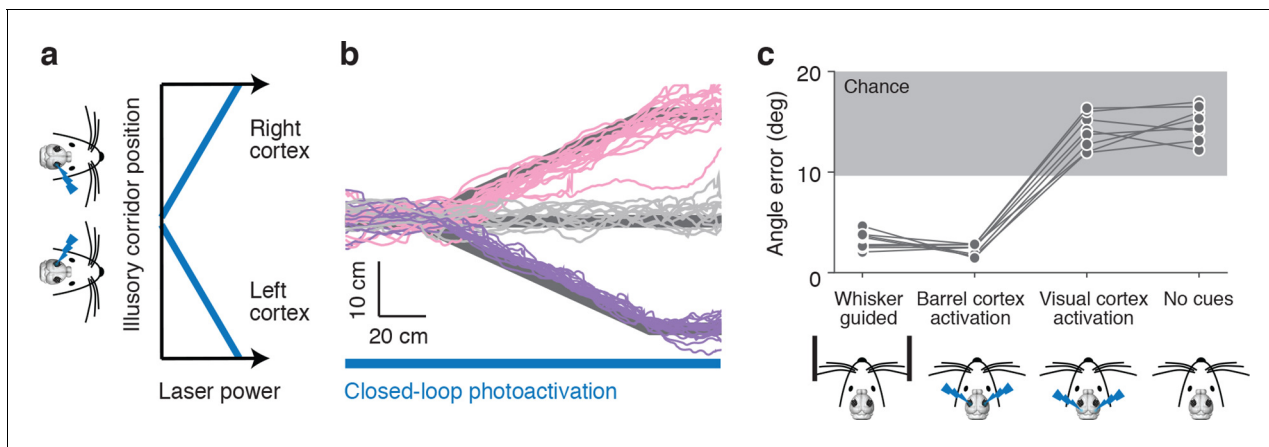 a
Illusory corridor position
Right
cortex
Left
cortex
Laser power
b
10 cm
20 cm
Closed-loop photoactivation
c
Angle error (deg)
20
10
0
Chance
Whisker
guided
Barrel cortex
activation
Visual cortex
activation
No cues